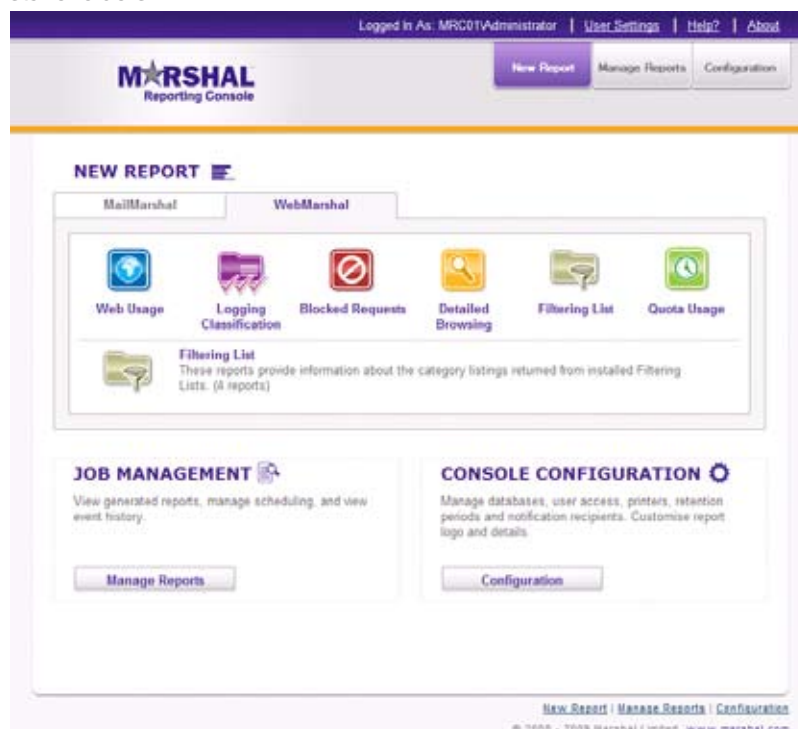 Logged In As: MRC01\Administrator | User Settings | Help? | About
MARSHAL
Reporting Console
New Report
Manage Reports
Configuration
NEW REPORT
MailMarshal
WebMarshal
Web Usage
Logging Classification
Blocked Requests
Detailed Browsing
Filtering List
Quota Usage
Filtering List
These reports provide information about the category listings returned from installed Filtering
Lists. (4 reports)
JOB MANAGEMENT
View generated reports, manage scheduling, and view
event history.
Manage Reports
CONSOLE CONFIGURATION
Manage databases, user access, printers, retention
periods and notification recipients. Customise report
logo and details.
Configuration
New Report | Manage Reports | Configuration